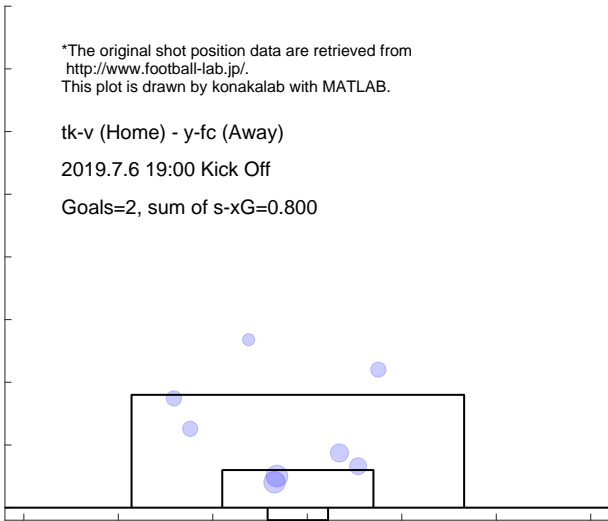 *The original shot position data are retrieved from
http://www.football-lab.jp/.
This plot is drawn by konakalab with MATLAB.
tk-v (Home) - y-fc (Away)
2019.7.6 19:00 Kick Off
Goals=2, sum of s-xG=0.800